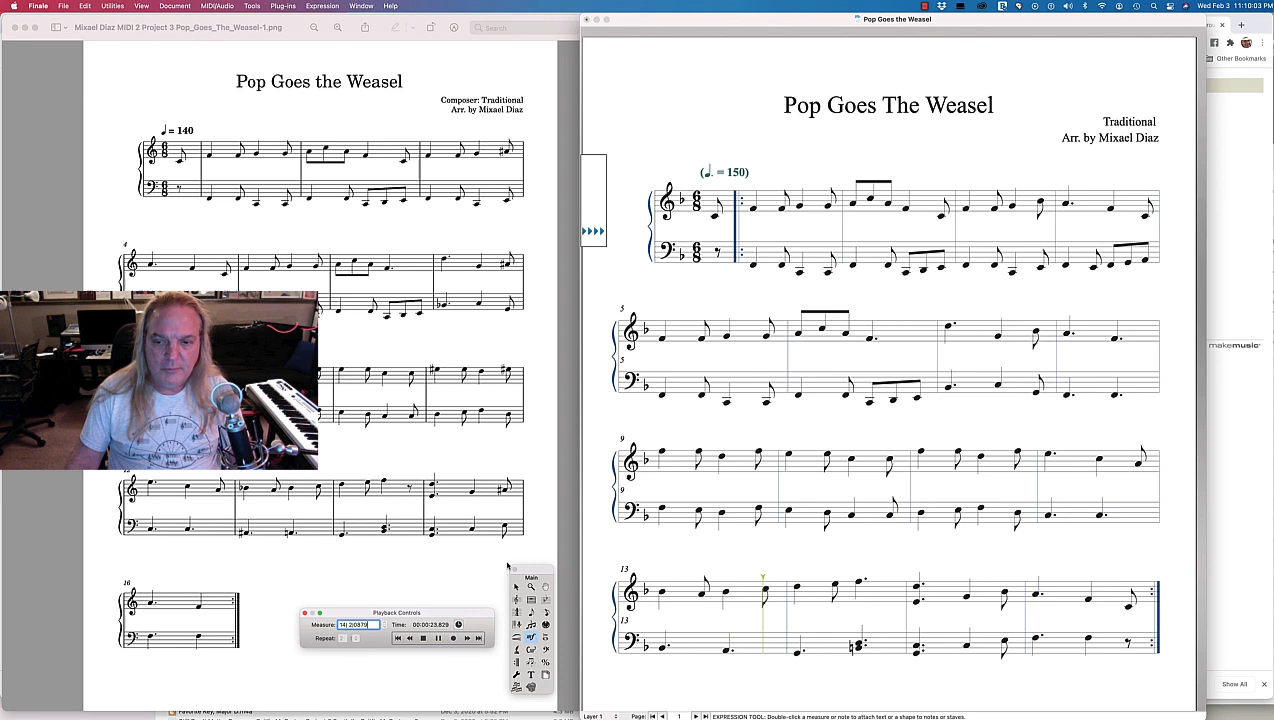 Finale File Edit Utilities View Document MIDI/Audio Tools Plug-ins Expression Window Help
Wed Feb 3 11:10:03 PM
Mixael Diaz MIDI 2 Project 3 Pop_Goes_The_Weasel-1.png
Search
Pop Goes the Weasel
Other Bookmarks
Pop Goes the Weasel
Composer: Traditional
Arr. by Mixael Diaz
= 140
4
16
Pop Goes The Weasel
Traditional
Arr. by Mixael Diaz
(♩. = 150)
5
5
9
9
13
13
makemusic
Main
Playback Controls
Measure: 14| 2|0879
Time: 00:00:23.829
Repeat:
Show All
Layer 1
Page: 1
EXPRESSION TOOL: Double-click a measure or note to attach text or a shape to notes or staves.